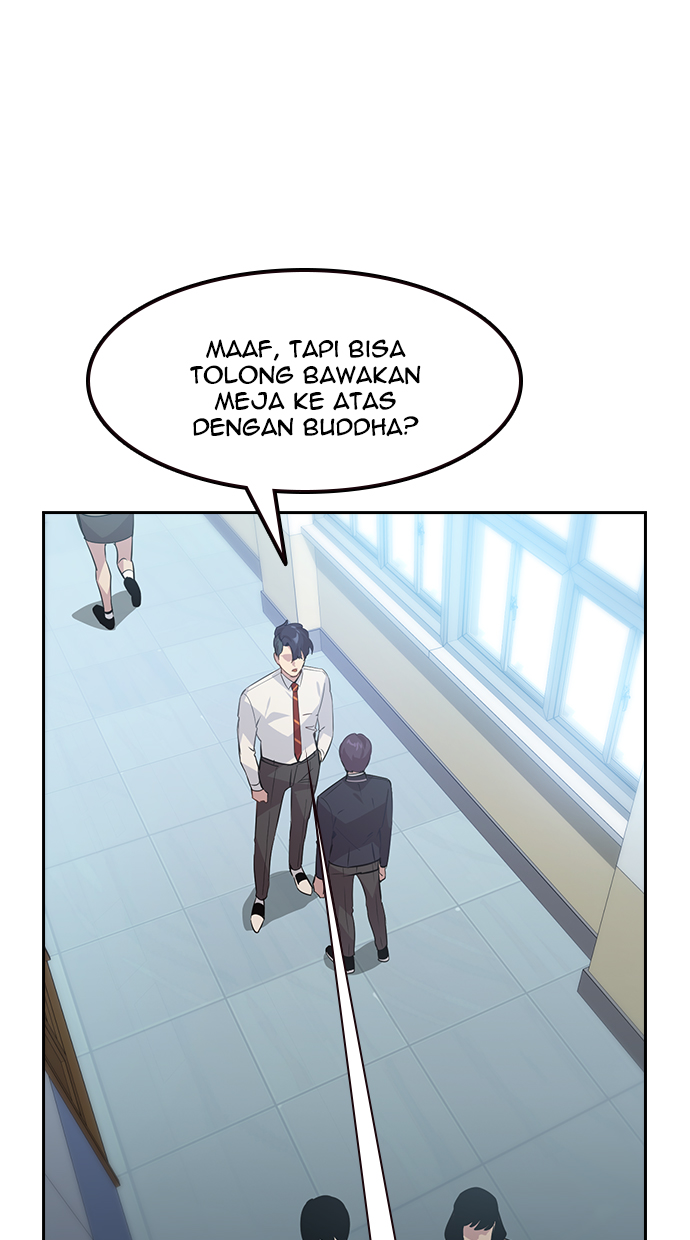 MAAF, TAPI BISA
TOLONG BAWAKAN
MEJA KE ATAS
DENGAN BUDDHA?